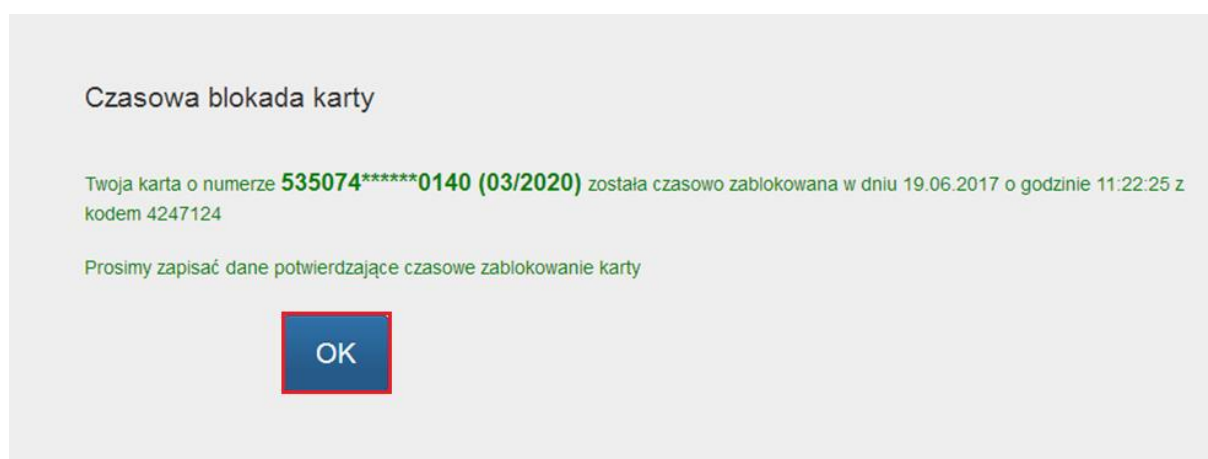 Czasowa blokada karty
Twoja karta o numerze 535074******0140 (03/2020) została czasowo zablokowana w dniu 19.06.2017 o godzinie 11:22:25 z
kodem 4247124
Prosimy zapisać dane potwierdzające czasowe zablokowanie karty
OK